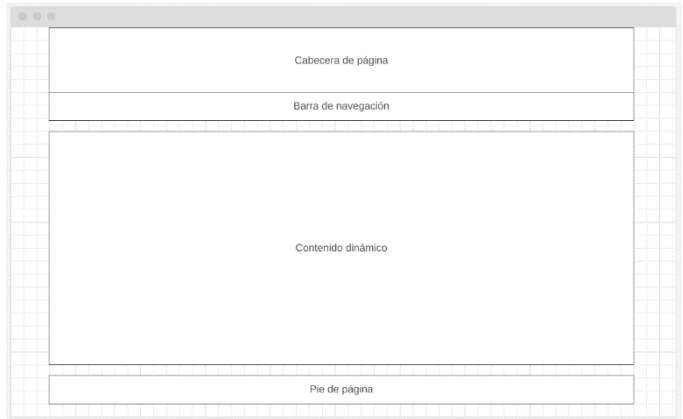 Cabecera de página
Barra de navegación
Contenido dinámico
Pie de página